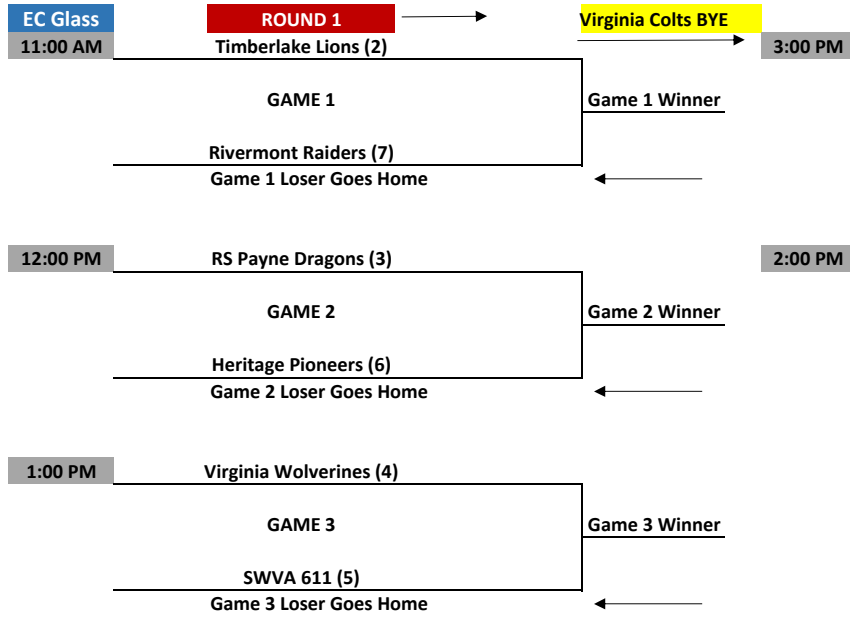 EC Glass ROUND 1 Virginia Colts BYE
11:00 AM Timberlake Lions (2) 3:00 PM
GAME 1 Game 1 Winner
Rivermont Raiders (7)
Game 1 Loser Goes Home
12:00 PM RS Payne Dragons (3) 2:00 PM
GAME 2 Game 2 Winner
Heritage Pioneers (6)
Game 2 Loser Goes Home
1:00 PM Virginia Wolverines (4)
GAME 3 Game 3 Winner
SWVA 611 (5)
Game 3 Loser Goes Home